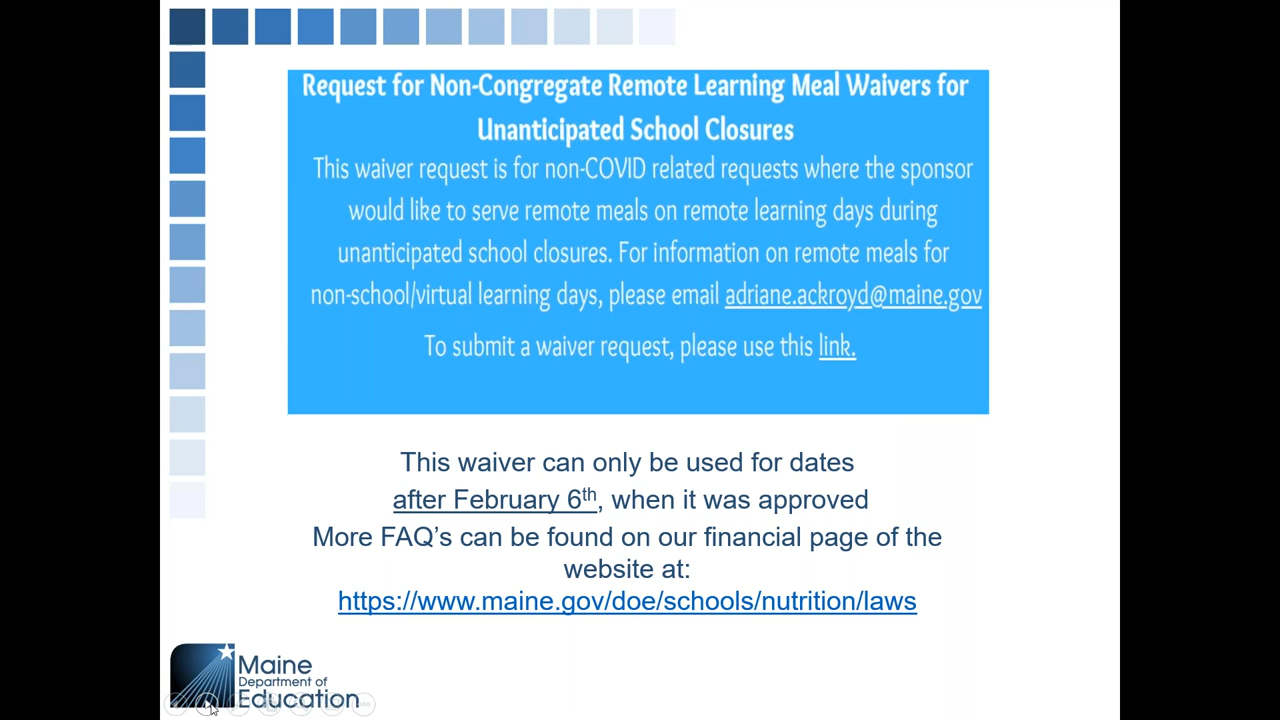 Request for Non-Congregate Remote Learning Meal Waivers for
Unanticipated School Closures
This waiver request is for non-COVID related requests where the sponsor
would like to serve remote meals on remote learning days during
unanticipated school closures. For information on remote meals for
non-school/virtual learning days, please email adriane.ackroyd@maine.gov
To submit a waiver request, please use this link.
This waiver can only be used for dates
after February 6th, when it was approved
More FAQ’s can be found on our financial page of the
website at:
https://www.maine.gov/doe/schools/nutrition/laws
Maine
Department of
Education